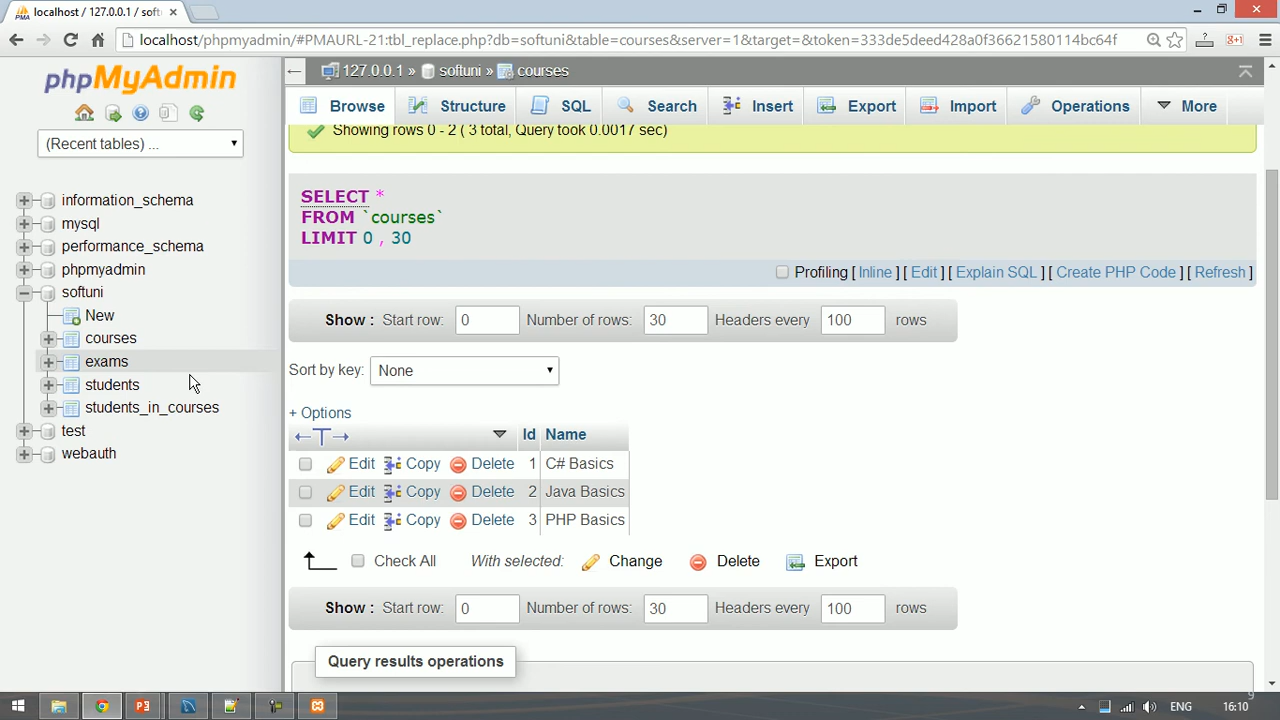 localhost / 127.0.0.1 / soft
localhost/phpmyadmin/#PMAURL-21:tbl_replace.php?db=softuni&table=courses&server=1&target=&token=333de5deed428a0f36621580114bc64f
phpMyAdmin
(Recent tables) ...
information_schema
mysql
performance_schema
phpmyadmin
softuni
New
courses
exams
students
students_in_courses
test
webauth
127.0.0.1 » softuni » courses
Browse Structure SQL Search Insert Export Import Operations More
Showing rows 0 - 2 ( 3 total, Query took 0.0017 sec)
SELECT *
FROM `courses`
LIMIT 0 , 30
Profiling [ Inline ] [ Edit ] [ Explain SQL ] [ Create PHP Code ] [ Refresh ]
Show : Start row: 0 Number of rows: 30 Headers every 100 rows
Sort by key: None
+ Options
←T→ Id Name
Edit Copy Delete 1 C# Basics
Edit Copy Delete 2 Java Basics
Edit Copy Delete 3 PHP Basics
Check All With selected: Change Delete Export
Show : Start row: 0 Number of rows: 30 Headers every 100 rows
Query results operations
9
ENG 16:10